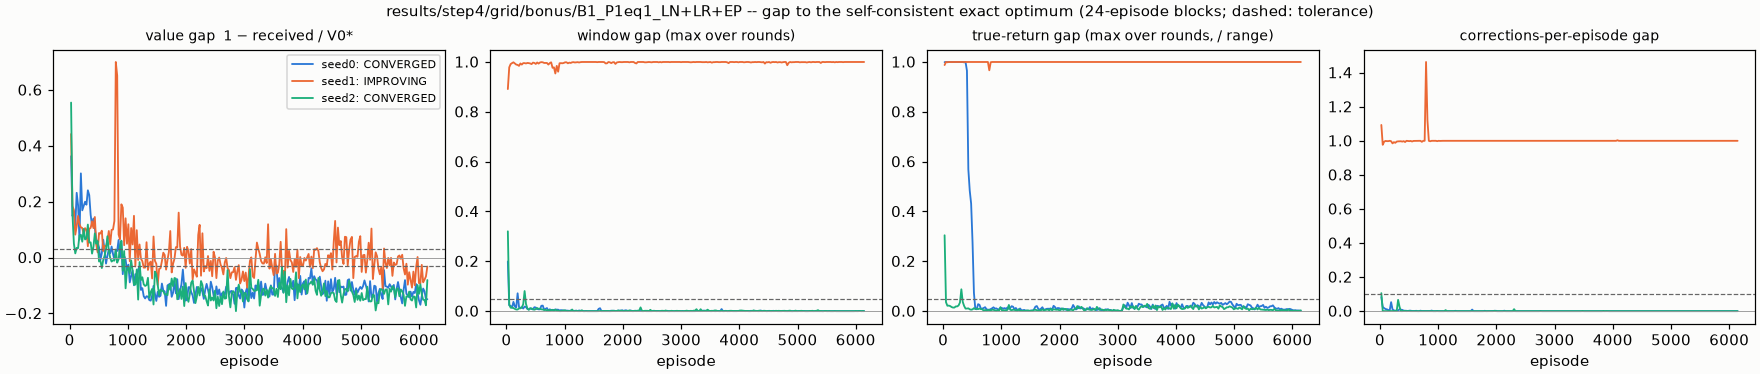 results/step4/grid/bonus/B1_P1eq1_LN+LR+EP -- gap to the self-consistent exact optimum (24-episode blocks; dashed: tolerance)
value gap 1 − received / V0*
seed0: CONVERGED
seed1: IMPROVING
seed2: CONVERGED
0.6
0.4
0.2
0.0
−0.2
0 1000 2000 3000 4000 5000 6000
episode
window gap (max over rounds)
1.0
0.8
0.6
0.4
0.2
0.0
0 1000 2000 3000 4000 5000 6000
episode
true-return gap (max over rounds, / range)
1.0
0.8
0.6
0.4
0.2
0.0
0 1000 2000 3000 4000 5000 6000
episode
corrections-per-episode gap
1.4
1.2
1.0
0.8
0.6
0.4
0.2
0.0
0 1000 2000 3000 4000 5000 6000
episode